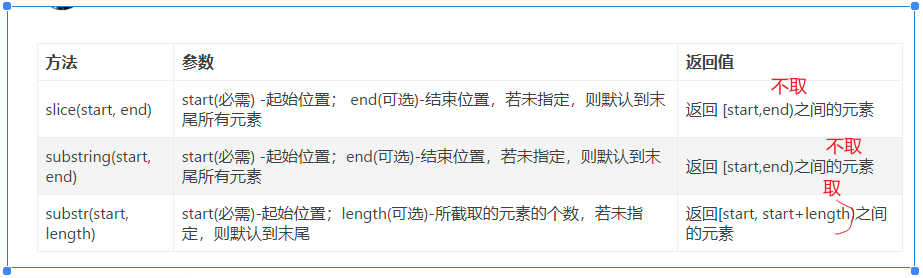 方法 参数 返回值
不取
slice(start, end) start(必需) -起始位置; end(可选)-结束位置，若未指定，则默认到末 返回 [start,end)之间的元素
尾所有元素
不取
substring(start, start(必需) -起始位置；end(可选)-结束位置，若未指定，则默认到末 返回 [start,end)之间的元素
end) 尾所有元素
取
substr(start, start(必需)-起始位置；length(可选)-所截取的元素的个数，若未指 返回[start, start+length)之间
length) 定，则默认到末尾 的元素